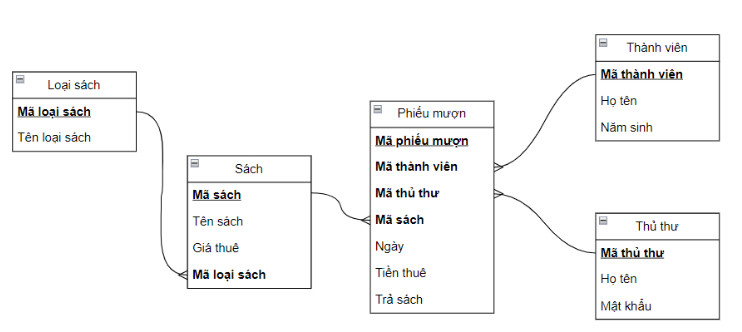 Loại sách
Mã loại sách
Tên loại sách
Sách
Mã sách
Tên sách
Giá thuê
Mã loại sách
Phiếu mượn
Mã phiếu mượn
Mã thành viên
Mã thủ thư
Mã sách
Ngày
Tiền thuê
Trả sách
Thành viên
Mã thành viên
Họ tên
Năm sinh
Thủ thư
Mã thủ thư
Họ tên
Mật khẩu